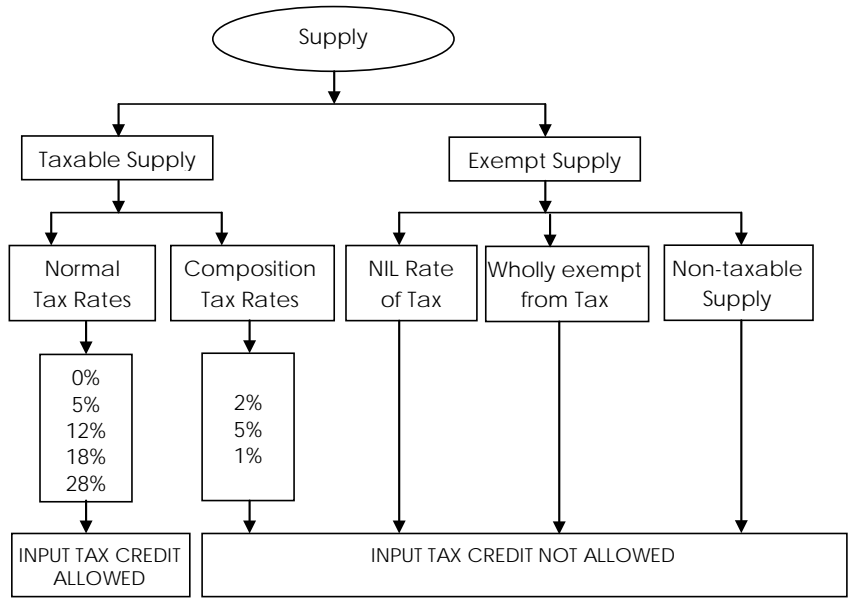 Supply
Taxable Supply
Exempt Supply
Normal
Tax Rates
Composition
Tax Rates
NIL Rate
of Tax
Wholly exempt
from Tax
Non-taxable
Supply
0%
5%
12%
18%
28%
2%
5%
1%
INPUT TAX CREDIT
ALLOWED
INPUT TAX CREDIT NOT ALLOWED